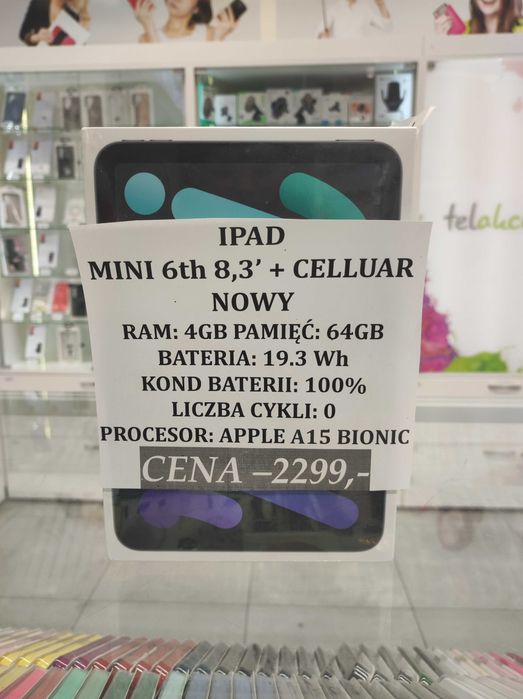 IPAD
MINI 6th 8,3' + CELLUAR
NOWY
RAM: 4GB PAMIĘĆ: 64GB
BATERIA: 19.3 Wh
KOND BATERII: 100%
LICZBA CYKLI: 0
PROCESOR: APPLE A15 BIONIC
CENA –2299,-